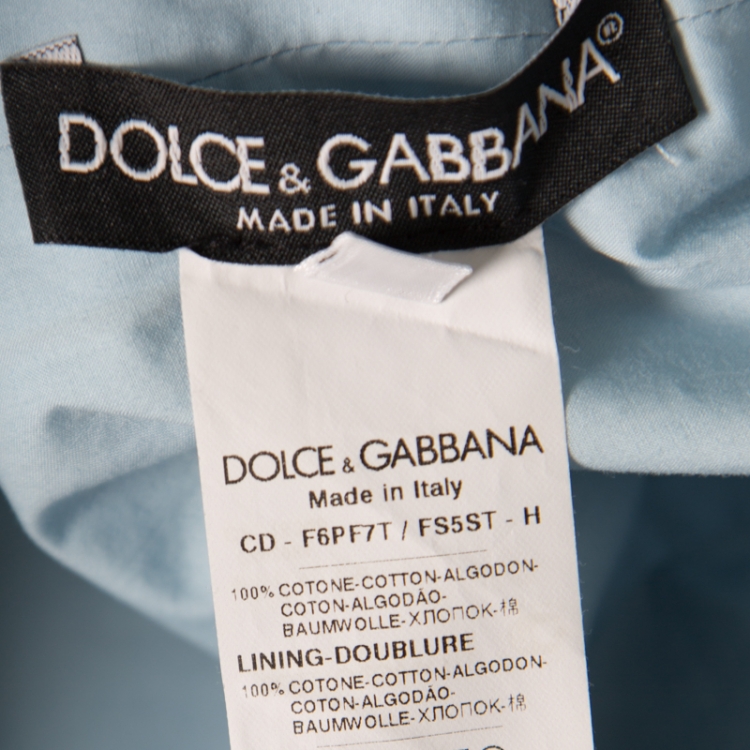 DOLCE & GABBANA®
MADE IN ITALY
DOLCE & GABBANA
Made in Italy
CD - F6PF7T / FS5ST - H
100% COTONE-COTTON-ALGODON-
COTON-ALGODÃO-
BAUMWOLLE-ХЛОПОК-棉
LINING-DOUBLURE
100% COTONE-COTTON-ALGODON-
COTON-ALGODÃO-
BAUMWOLLE-ХЛОПОК-棉